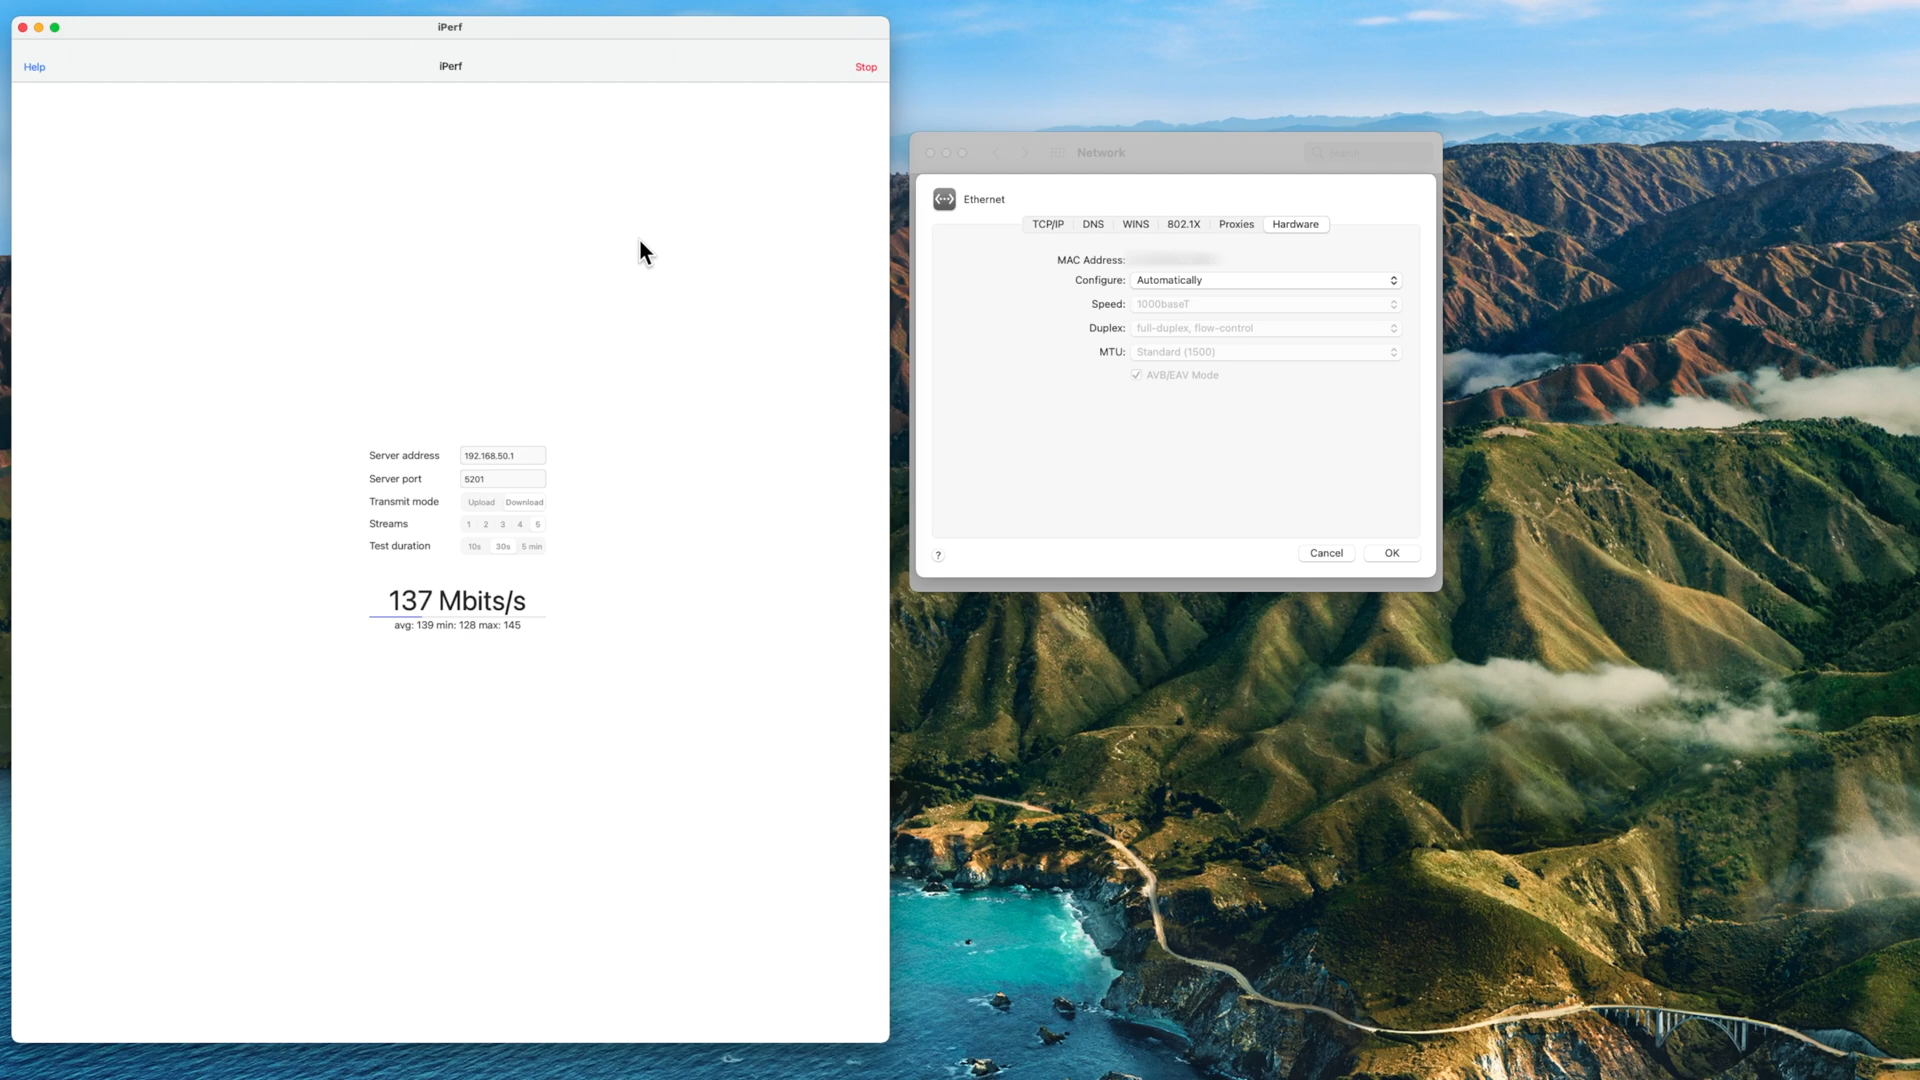 iPerf
Help
iPerf
Stop
Server address
192.168.50.1
Server port
5201
Transmit mode
Upload Download
Streams
1 2 3 4 5
Test duration
10s 30s 5 min
137 Mbits/s
avg: 139 min: 128 max: 145
Network
Search
Ethernet
TCP/IP DNS WINS 802.1X Proxies Hardware
MAC Address:
Configure: Automatically
Speed: 1000baseT
Duplex: full-duplex, flow-control
MTU: Standard (1500)
AVB/EAV Mode
?
Cancel OK